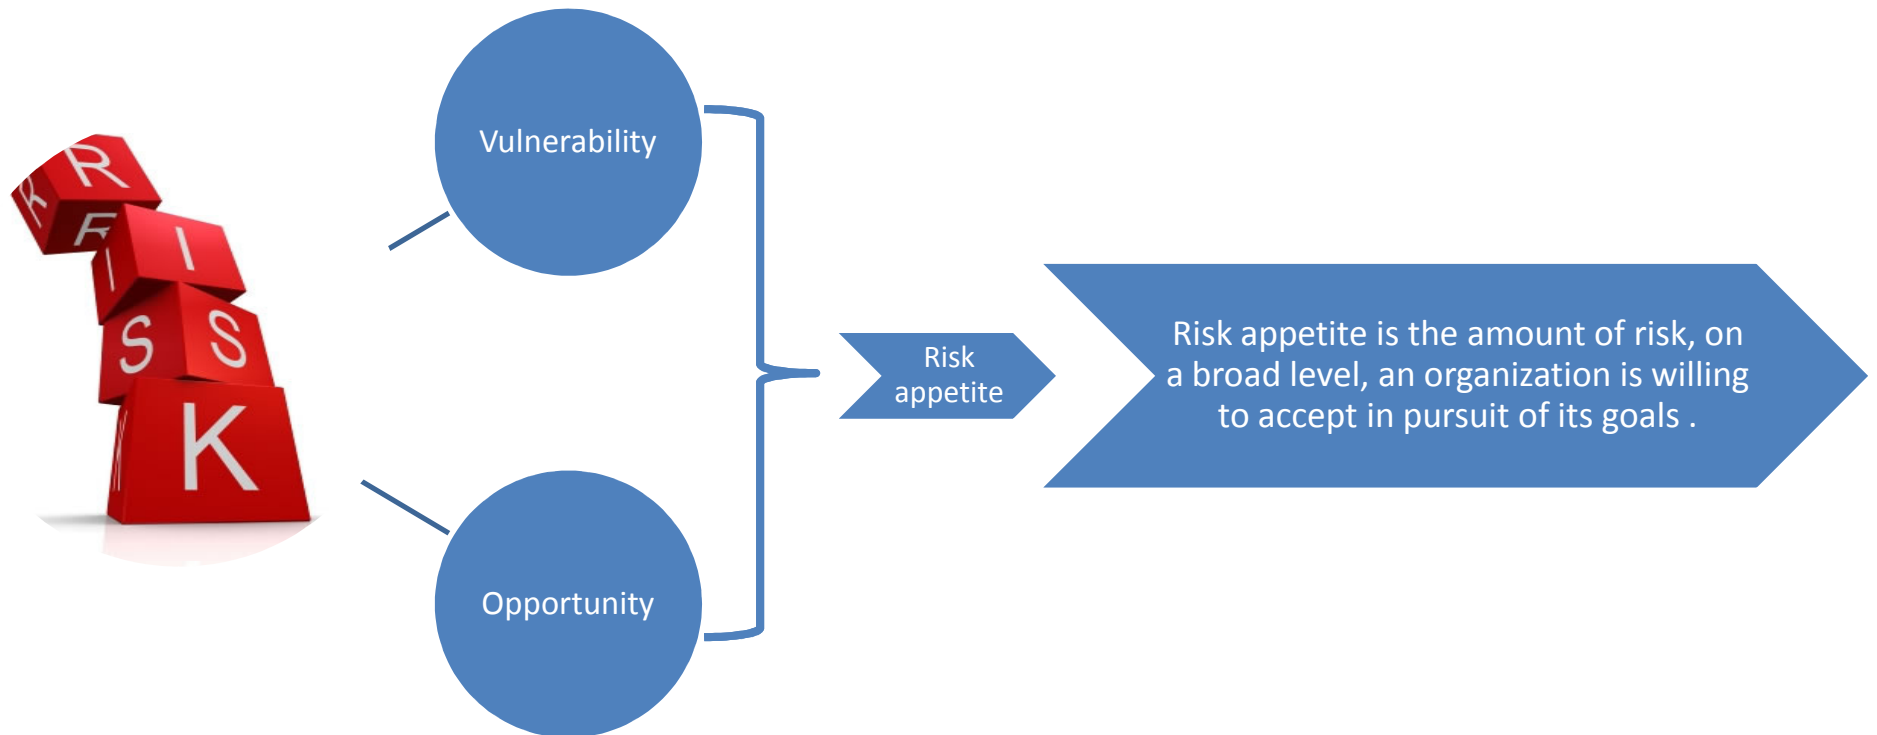 R
R
R
I
I
S
S
K
K
Vulnerability
Opportunity
Risk
appetite
Risk appetite is the amount of risk, on
a broad level, an organization is willing
to accept in pursuit of its goals .